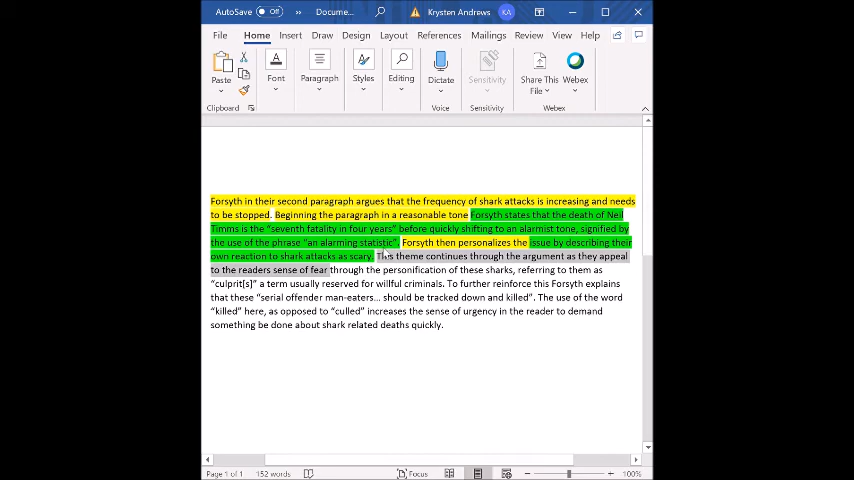 AutoSave Off Docume... Krysten Andrews KA
File Home Insert Draw Design Layout References Mailings Review View Help
Paste Font Paragraph Styles Editing Dictate Sensitivity Share This File Webex
Clipboard Voice Sensitivity Webex
Forsyth in their second paragraph argues that the frequency of shark attacks is increasing and needs
to be stopped. Beginning the paragraph in a reasonable tone Forsyth states that the death of Neil
Timms is the “seventh fatality in four years” before quickly shifting to an alarmist tone, signified by
the use of the phrase “an alarming statistic”. Forsyth then personalizes the issue by describing their
own reaction to shark attacks as scary. This theme continues through the argument as they appeal
to the readers sense of fear through the personification of these sharks, referring to them as
“culprit[s]” a term usually reserved for willful criminals. To further reinforce this Forsyth explains
that these “serial offender man-eaters… should be tracked down and killed”. The use of the word
“killed” here, as opposed to “culled” increases the sense of urgency in the reader to demand
something be done about shark related deaths quickly.
Page 1 of 1 152 words Focus 100%